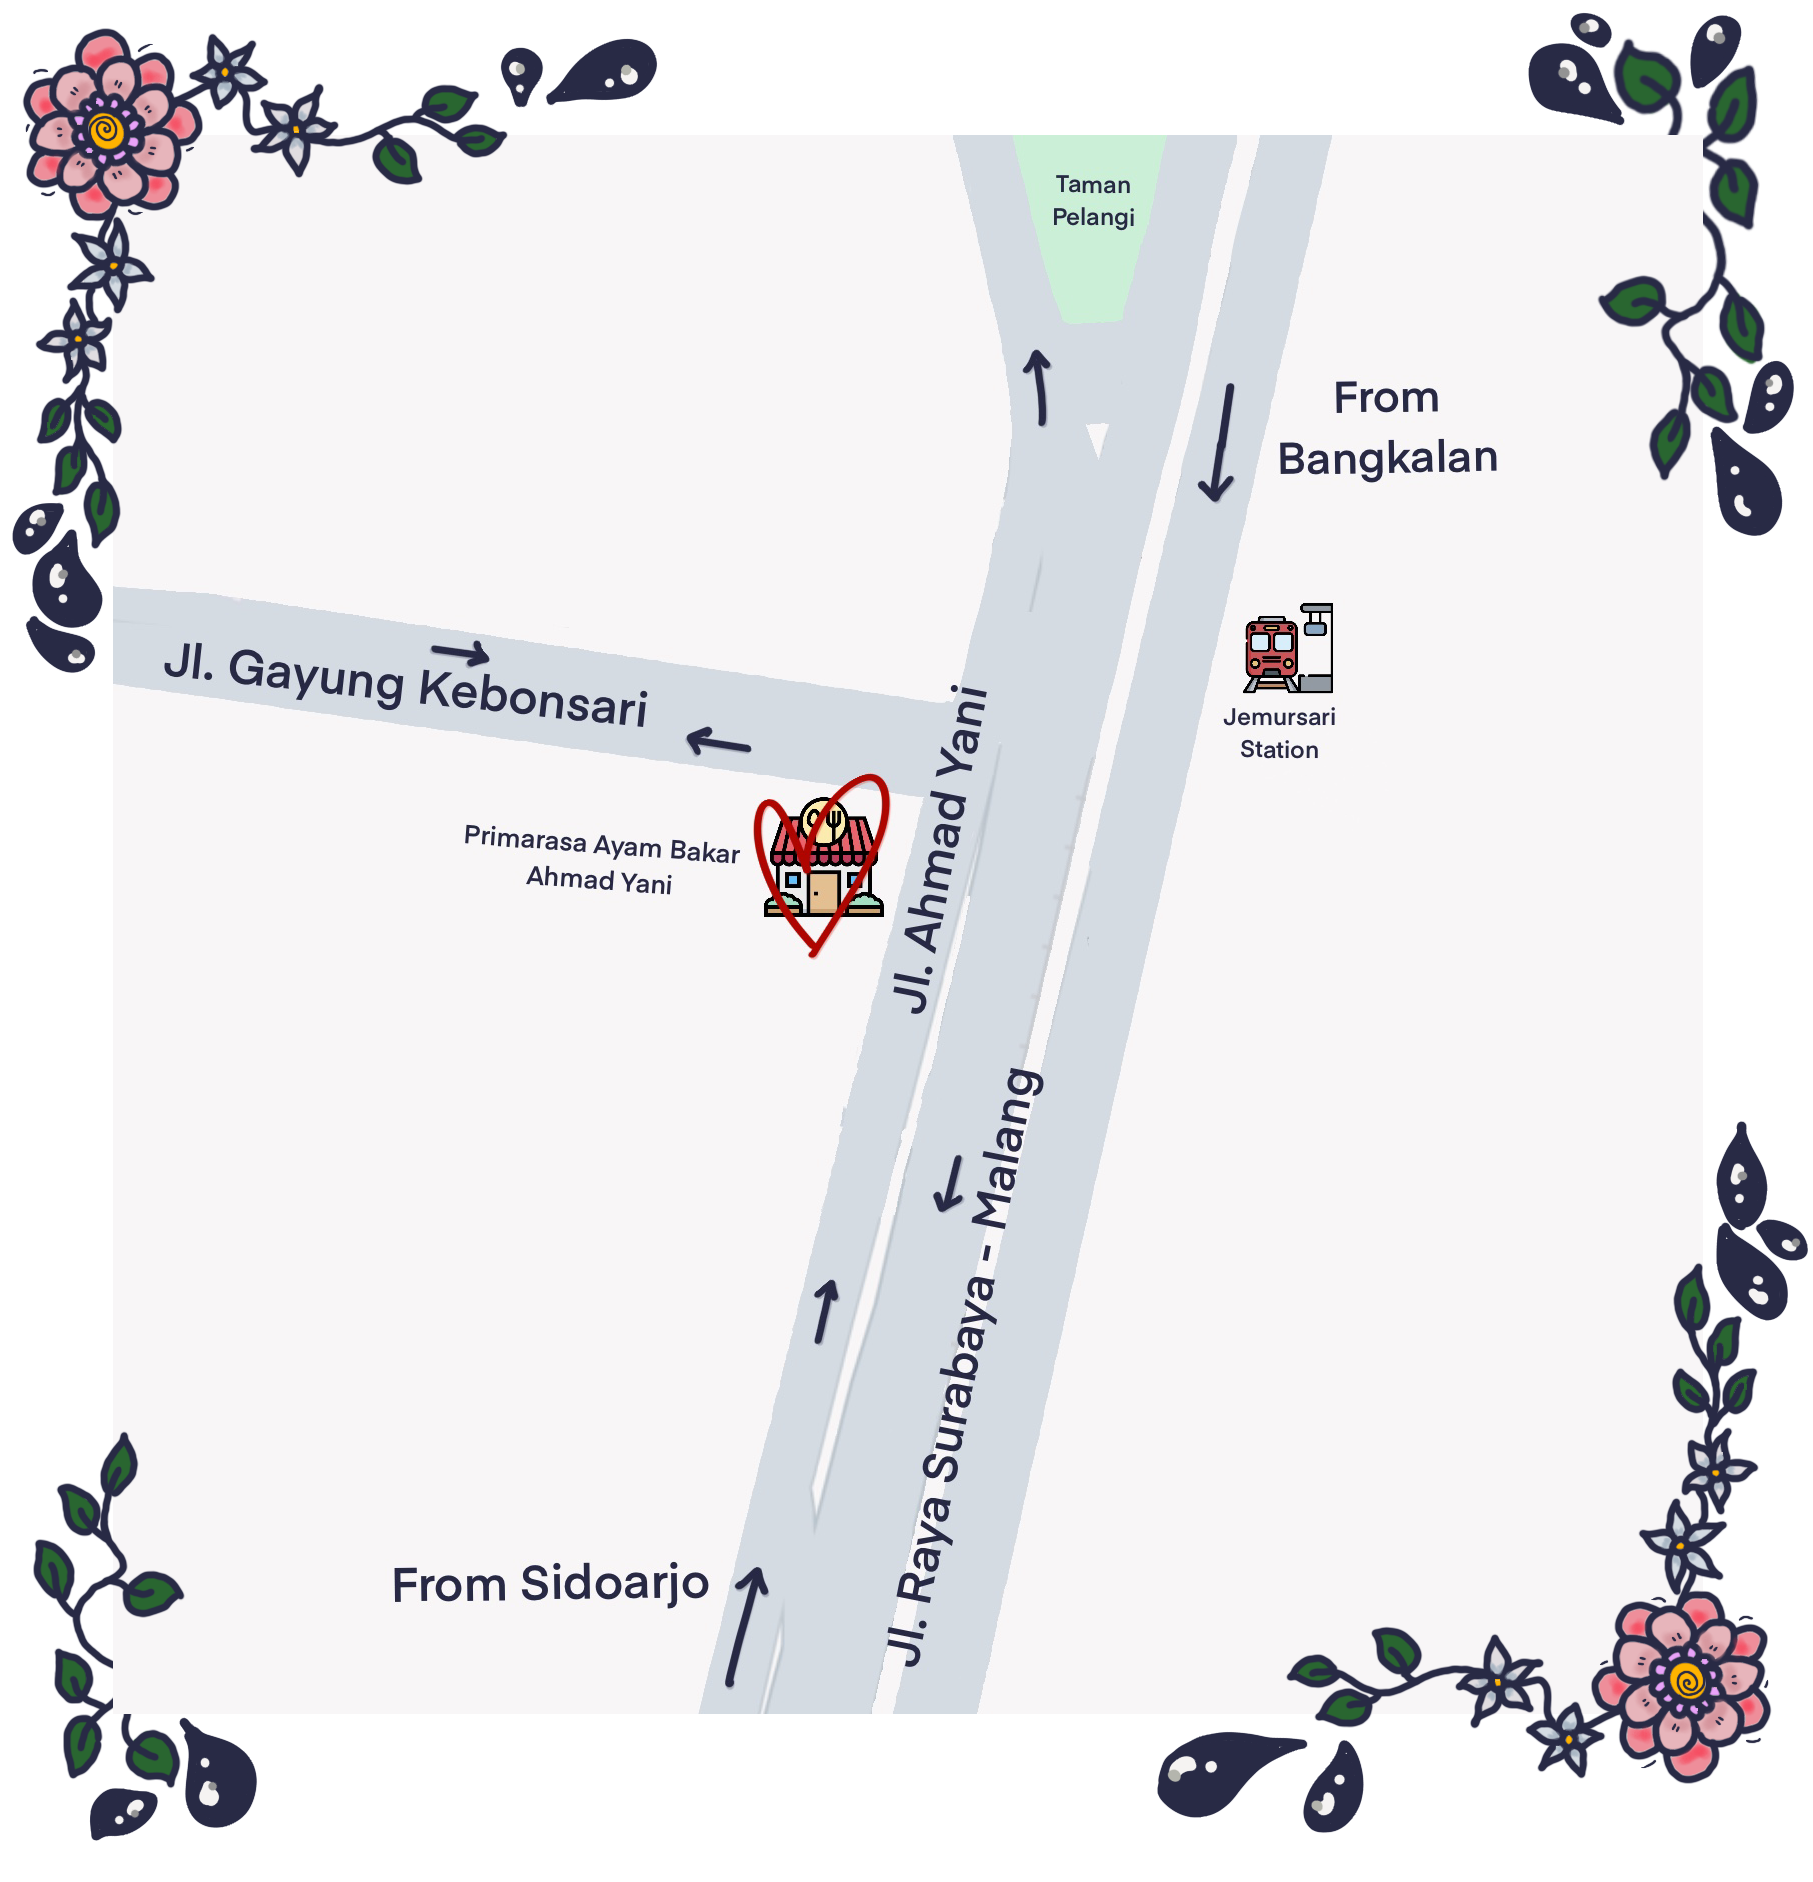 Taman
Pelangi
From
Bangkalan
Jl. Gayung Kebonsari
Jl. Ahmad Yani
Jemursari
Station
Primarasa Ayam Bakar
Ahmad Yani
Jl. Raya Surabaya - Malang
From Sidoarjo